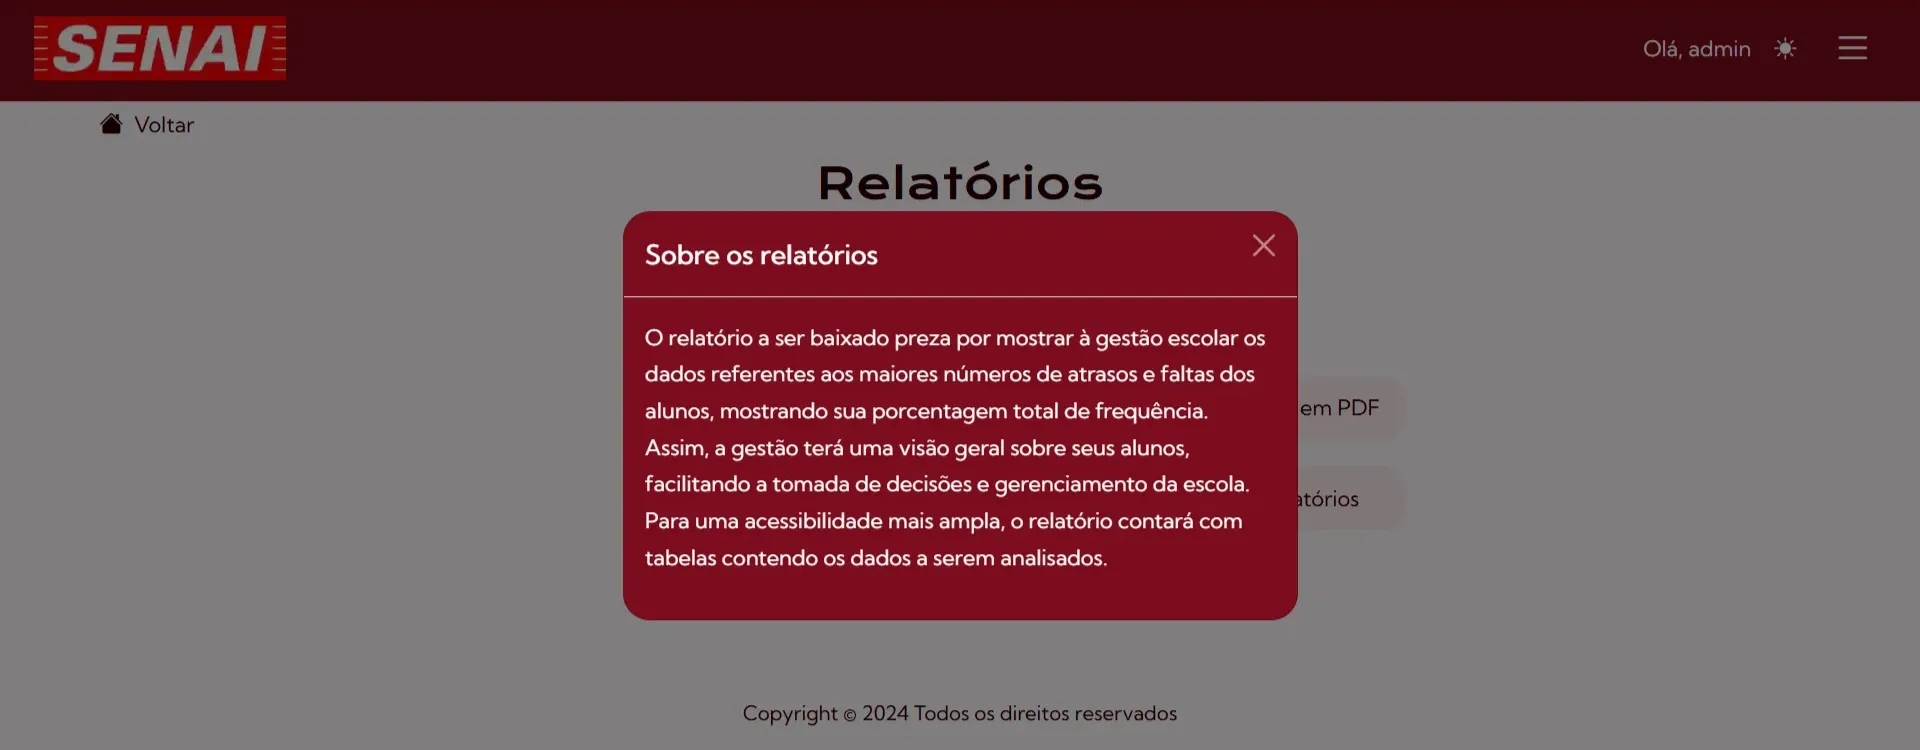 SENAI
Olá, admin
Voltar
Relatórios
Sobre os relatórios
O relatório a ser baixado preza por mostrar à gestão escolar os
dados referentes aos maiores números de atrasos e faltas dos
alunos, mostrando sua porcentagem total de frequência.
Assim, a gestão terá uma visão geral sobre seus alunos,
facilitando a tomada de decisões e gerenciamento da escola.
Para uma acessibilidade mais ampla, o relatório contará com
tabelas contendo os dados a serem analisados.
em PDF
atórios
Copyright © 2024 Todos os direitos reservados